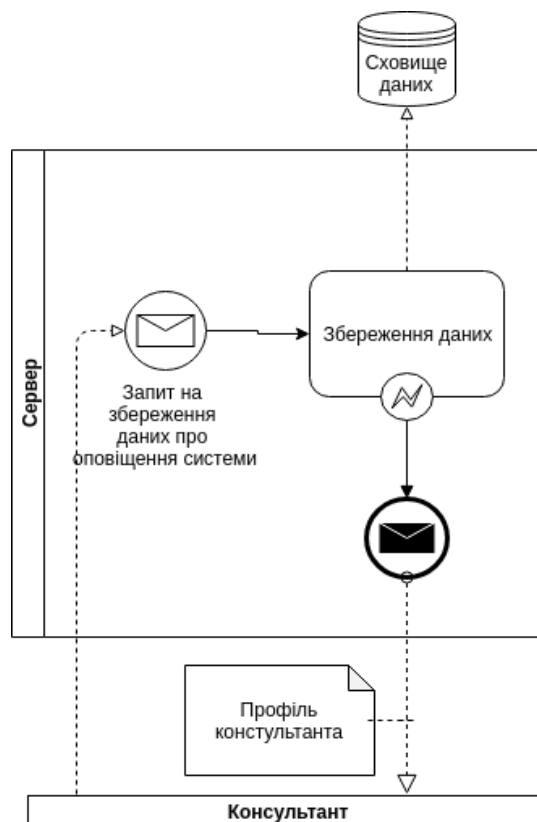 Сховище
даних
Сервер
Збереження даних
Запит на
збереження
даних про
оповіщення системи
Профіль
констультанта
Консультант